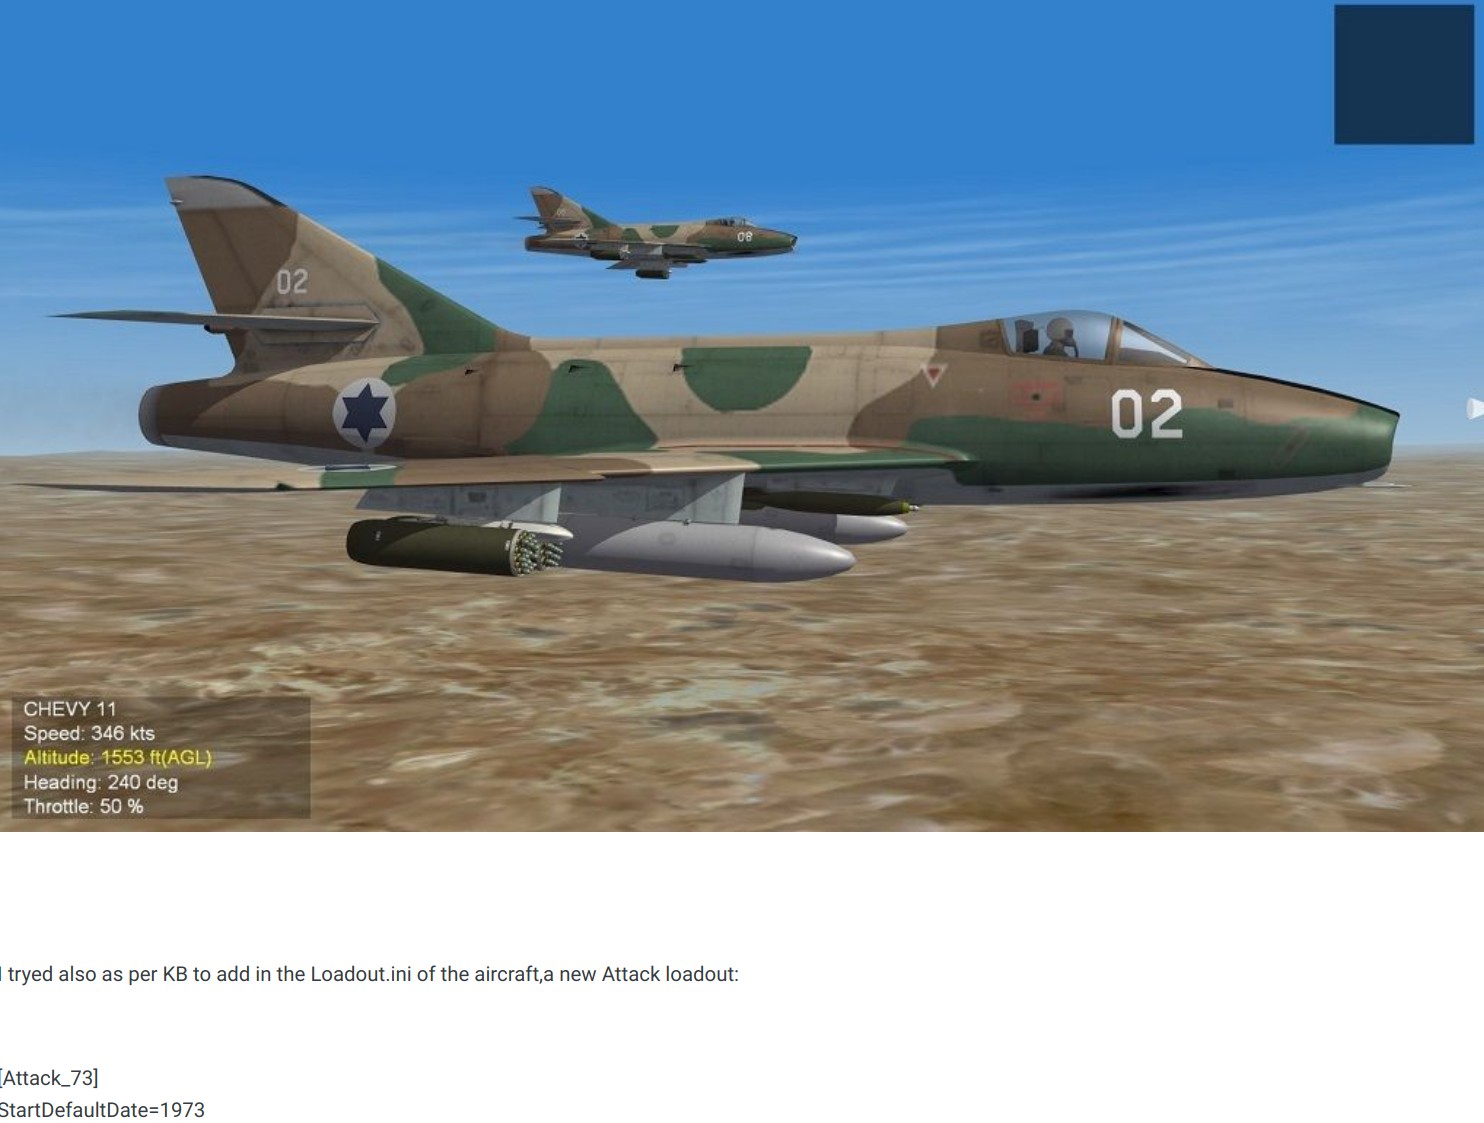 02
08
02
CHEVY 11
Speed: 346 kts
Altitude: 1553 ft(AGL)
Heading: 240 deg
Throttle: 50 %
I tryed also as per KB to add in the Loadout.ini of the aircraft,a new Attack loadout:
[Attack_73]
StartDefaultDate=1973